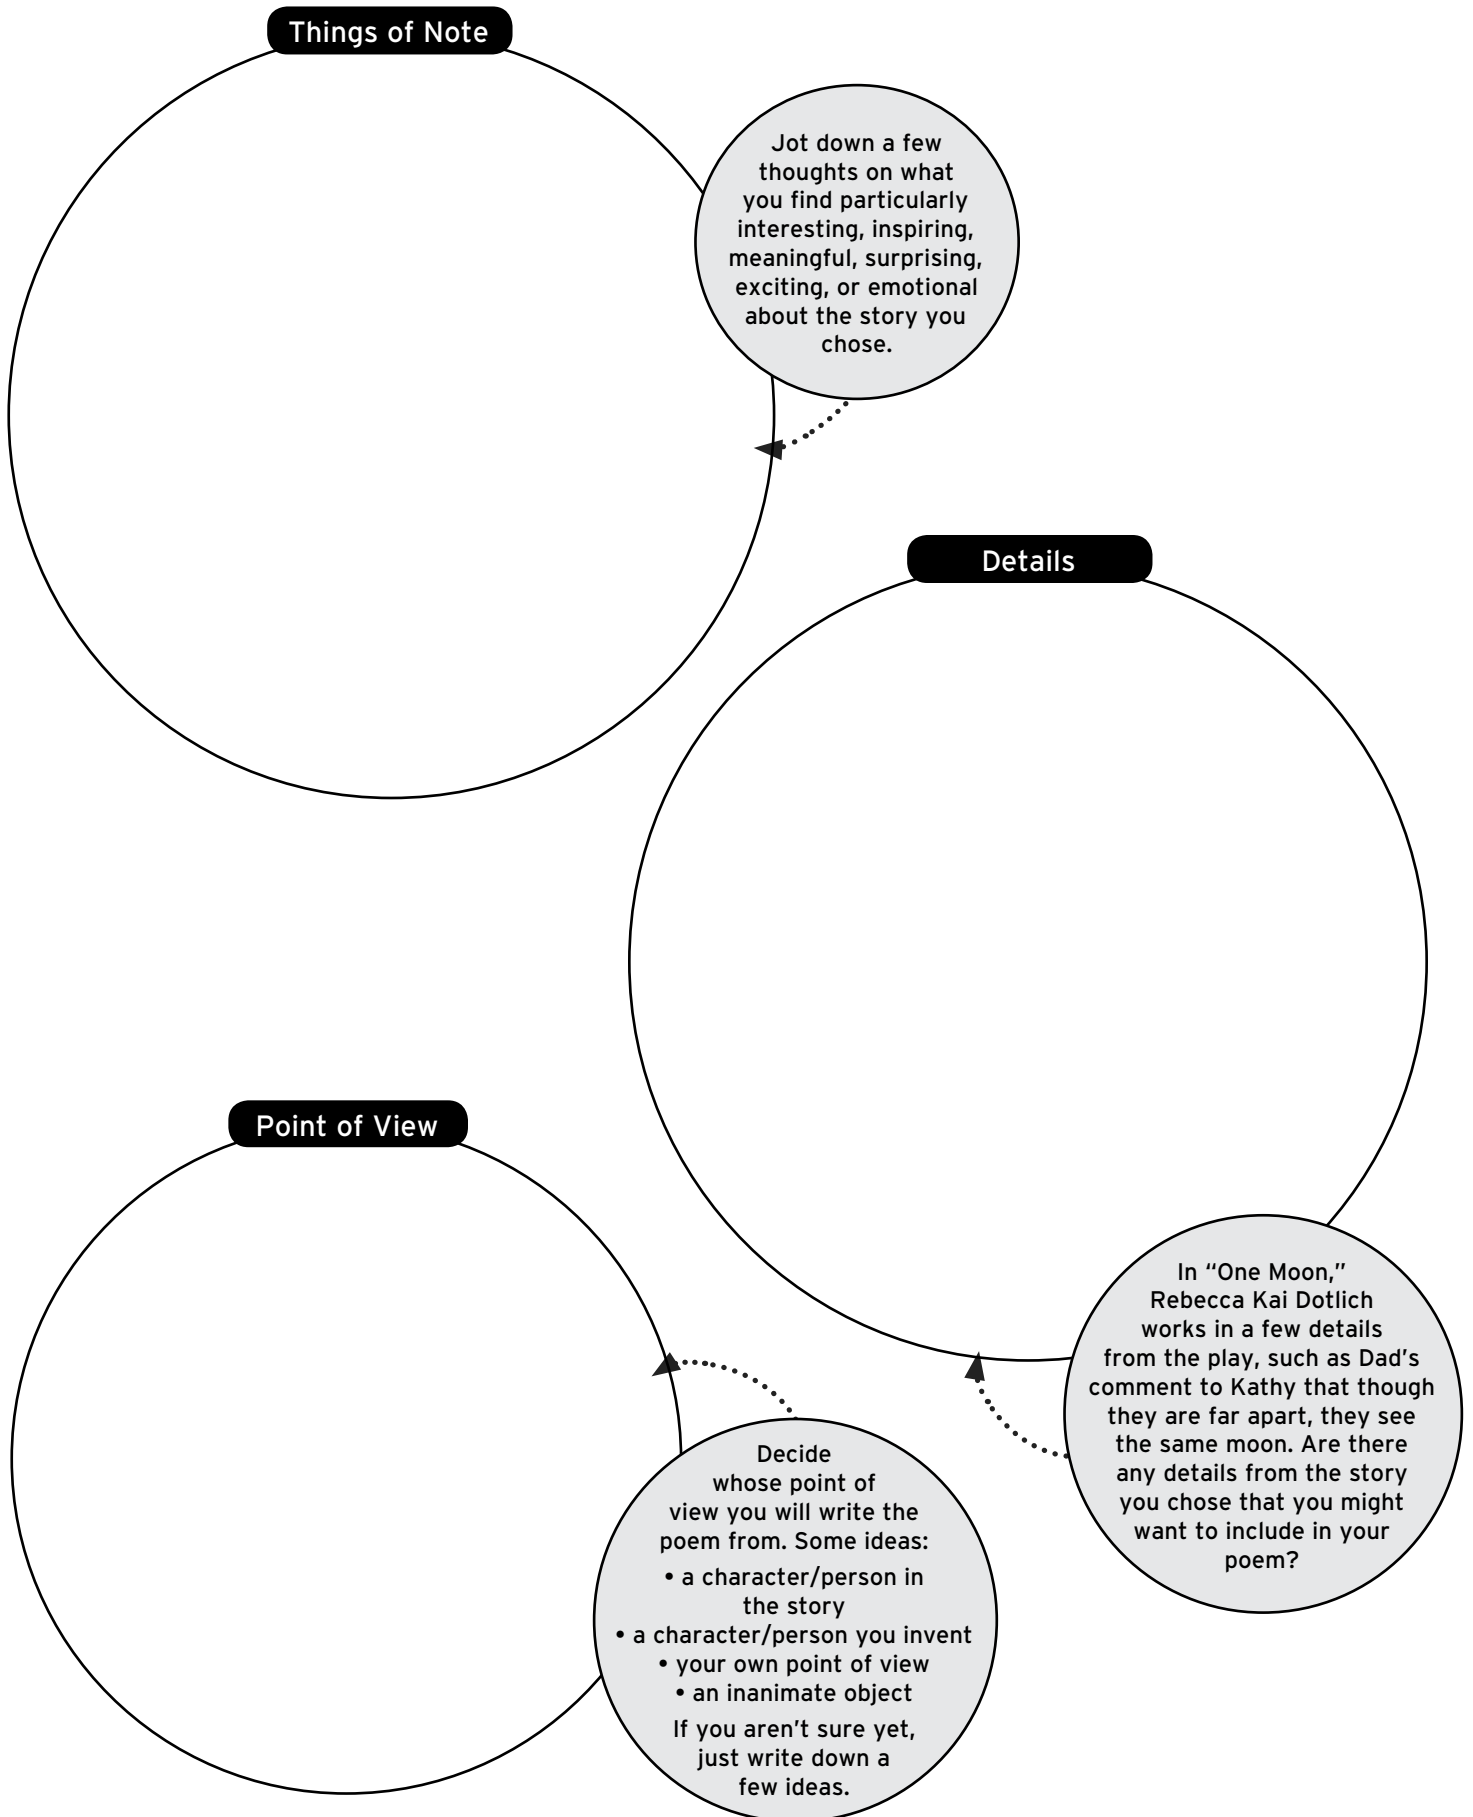 Things of Note
Jot down a few
thoughts on what
you find particularly
interesting, inspiring,
meaningful, surprising,
exciting, or emotional
about the story you
chose.
Details
In “One Moon,”
Rebecca Kai Dotlich
works in a few details
from the play, such as Dad’s
comment to Kathy that though
they are far apart, they see
the same moon. Are there
any details from the story
you chose that you might
want to include in your
poem?
Point of View
Decide
whose point of
view you will write the
poem from. Some ideas:
• a character/person in
the story
• a character/person you invent
• your own point of view
• an inanimate object
If you aren’t sure yet,
just write down a
few ideas.